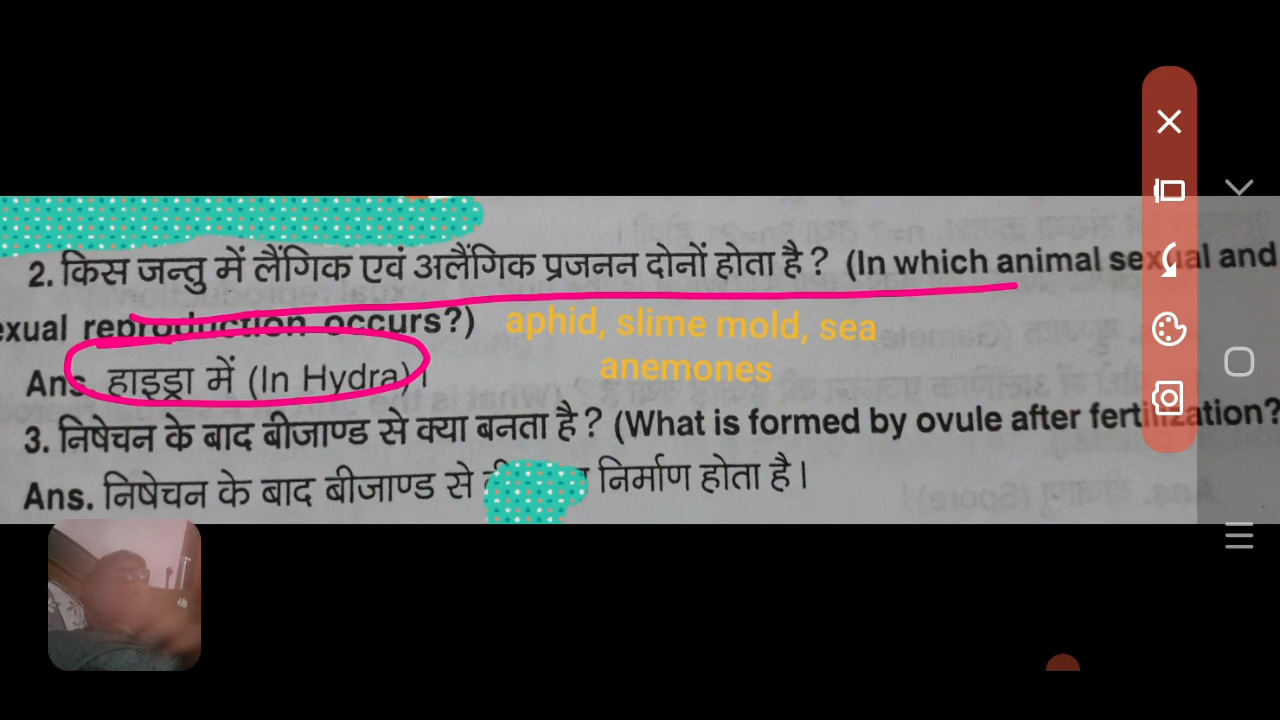 2. किस जन्तु में लैंगिक एवं अलैंगिक प्रजनन दोनों होता है ? (In which animal sexual and
exual reproduction occurs?)
aphid, slime mold, sea
anemones
Ans. हाइड्रा में (In Hydra)।
3. निषेचन के बाद बीजाण्ड से क्या बनता है ? (What is formed by ovule after fertilization?
Ans. निषेचन के बाद बीजाण्ड से निर्माण होता है।